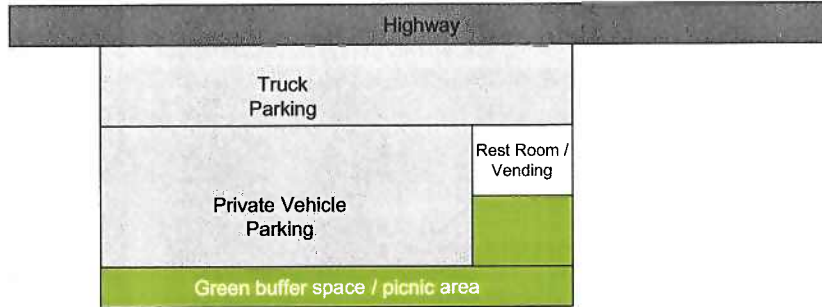 Highway
Truck
Parking
Rest Room /
Vending
Private Vehicle
Parking
Green buffer space / picnic area